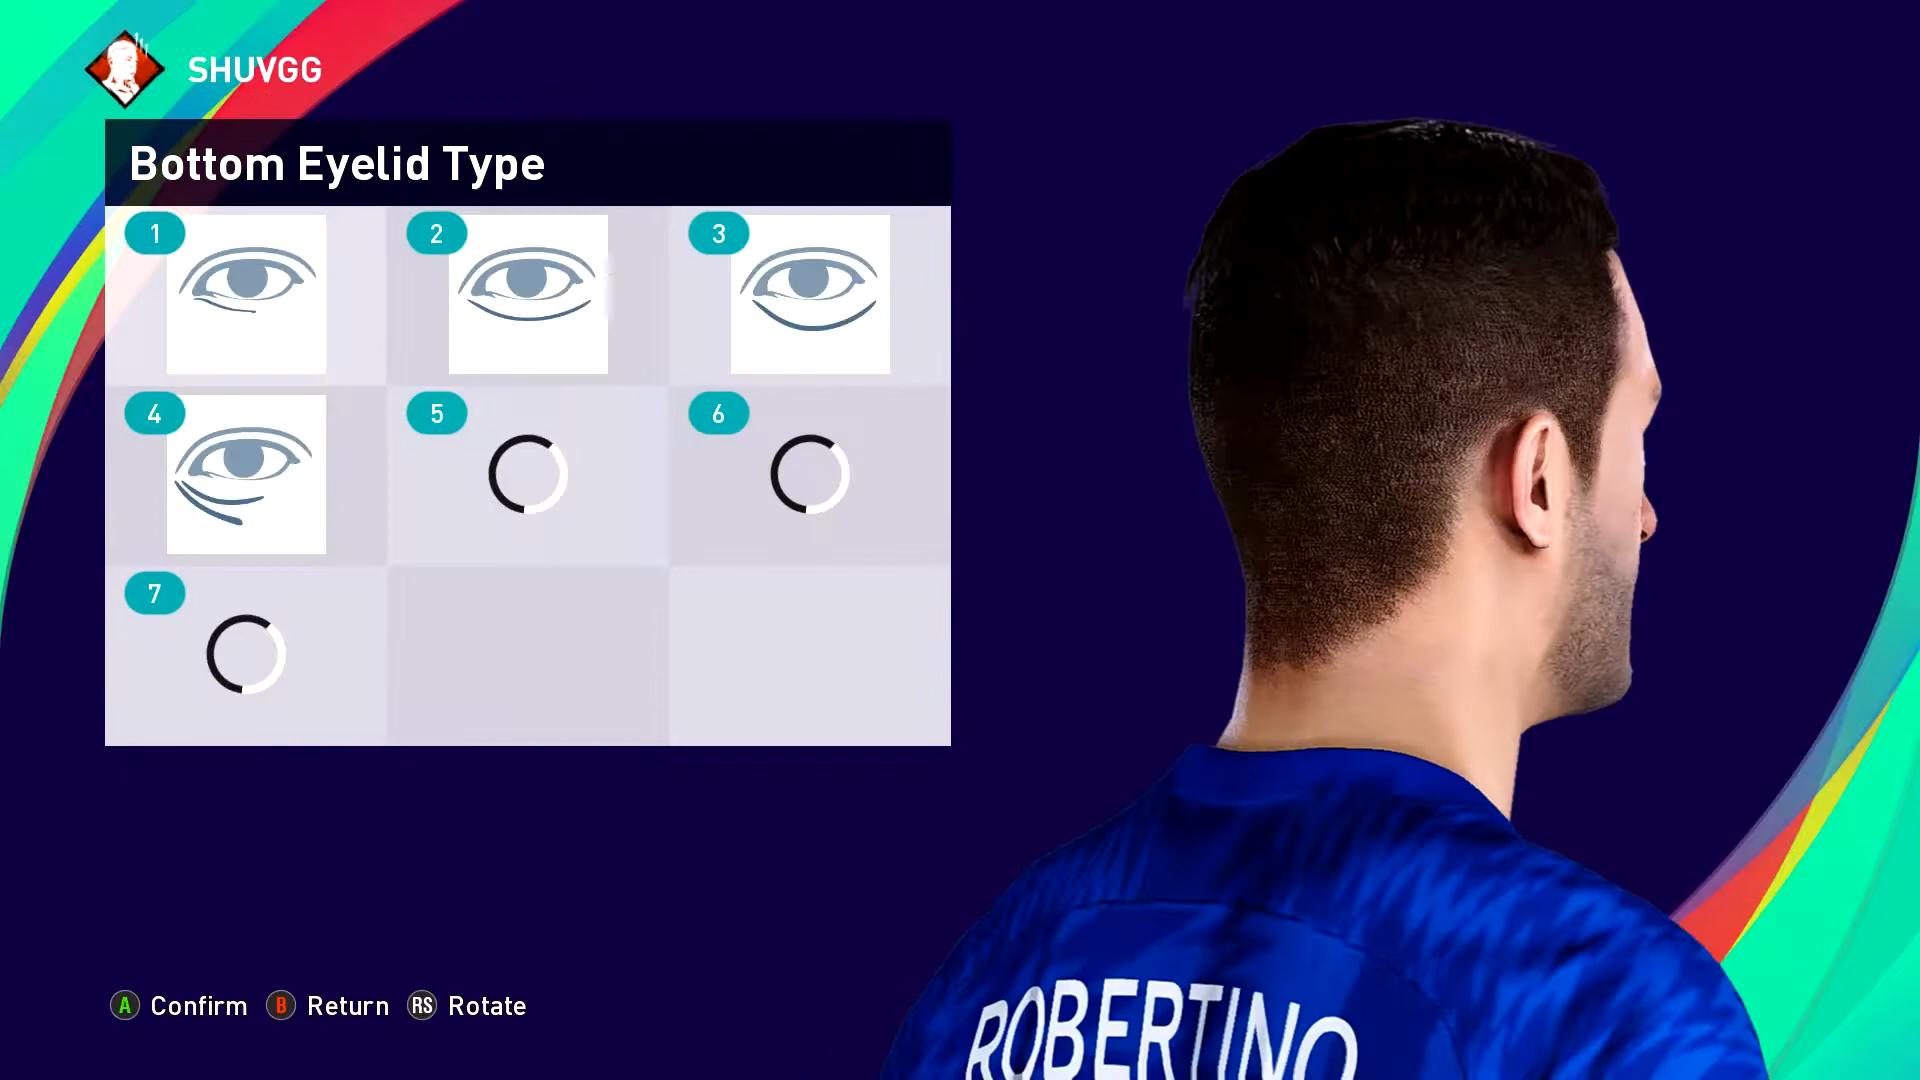 SHUVGG
Bottom Eyelid Type
1 2 3
4 5 6
7
ROBERTINO
A Confirm B Return RS Rotate